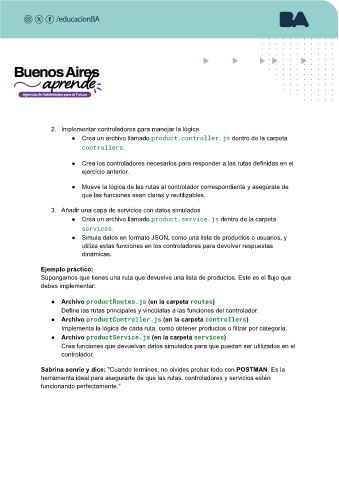 /educacionBA
BA
Buenos Aires
aprende
Agencia de Habilidades para el Futuro
2. Implementar controladores para manejar la lógica
● Crea un archivo llamado product.controller.js dentro de la carpeta
controllers.
● Crea los controladores necesarios para responder a las rutas definidas en el
ejercicio anterior.
● Mueve la lógica de las rutas al controlador correspondiente y asegúrate de
que las funciones sean claras y reutilizables.
3. Añadir una capa de servicios con datos simulados
● Crea un archivo llamado product.service.js dentro de la carpeta
services.
● Simula datos en formato JSON, como una lista de productos o usuarios, y
utiliza estas funciones en los controladores para devolver respuestas
dinámicas.
Ejemplo práctico:
Supongamos que tienes una ruta que devuelve una lista de productos. Este es el flujo que
debes implementar:
● Archivo productRoutes.js (en la carpeta routes)
Define las rutas principales y vincúlalas a las funciones del controlador.
● Archivo productController.js (en la carpeta controllers)
Implementa la lógica de cada ruta, como obtener productos o filtrar por categoría.
● Archivo productService.js (en la carpeta services)
Crea funciones que devuelvan datos simulados para que puedan ser utilizados en el
controlador.
Sabrina sonríe y dice: "Cuando termines, no olvides probar todo con POSTMAN. Es la
herramienta ideal para asegurarte de que las rutas, controladores y servicios estén
funcionando perfectamente."